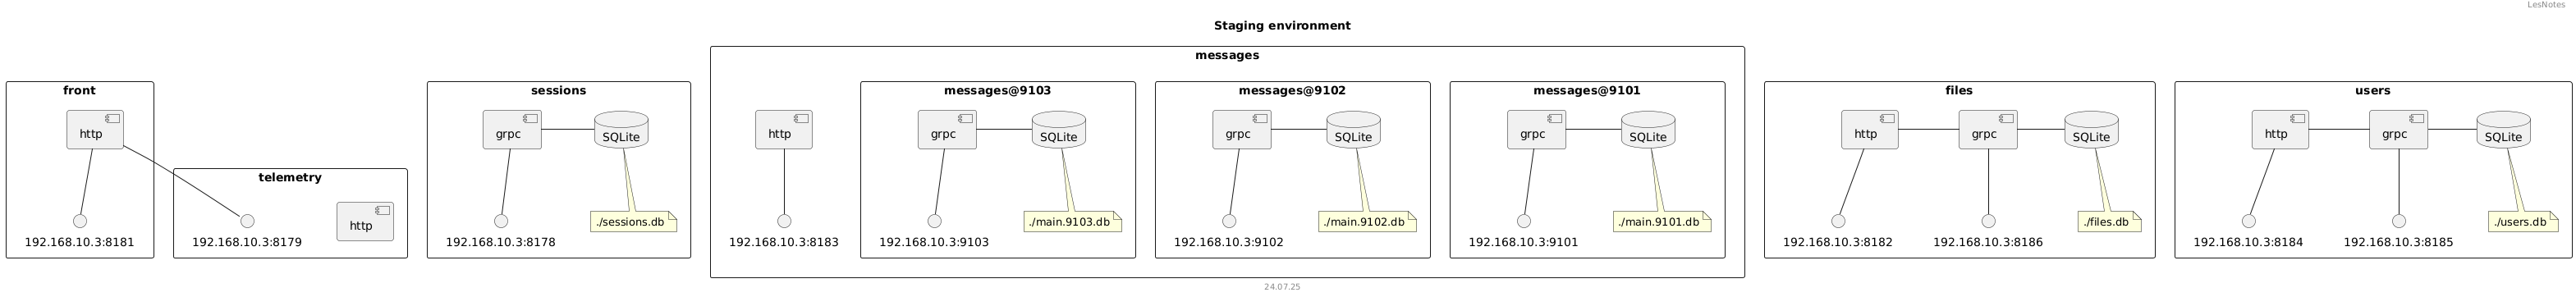 LesNotes
Staging environment
front
http
192.168.10.3:8181
telemetry
192.168.10.3:8179
http
sessions
grpc
SQLite
192.168.10.3:8178
./sessions.db
messages
http
192.168.10.3:8183
messages@9103
grpc
SQLite
192.168.10.3:9103
./main.9103.db
messages@9102
grpc
SQLite
192.168.10.3:9102
./main.9102.db
messages@9101
grpc
SQLite
192.168.10.3:9101
./main.9101.db
files
http
grpc
SQLite
192.168.10.3:8182
192.168.10.3:8186
./files.db
users
http
grpc
SQLite
192.168.10.3:8184
192.168.10.3:8185
./users.db
24.07.25